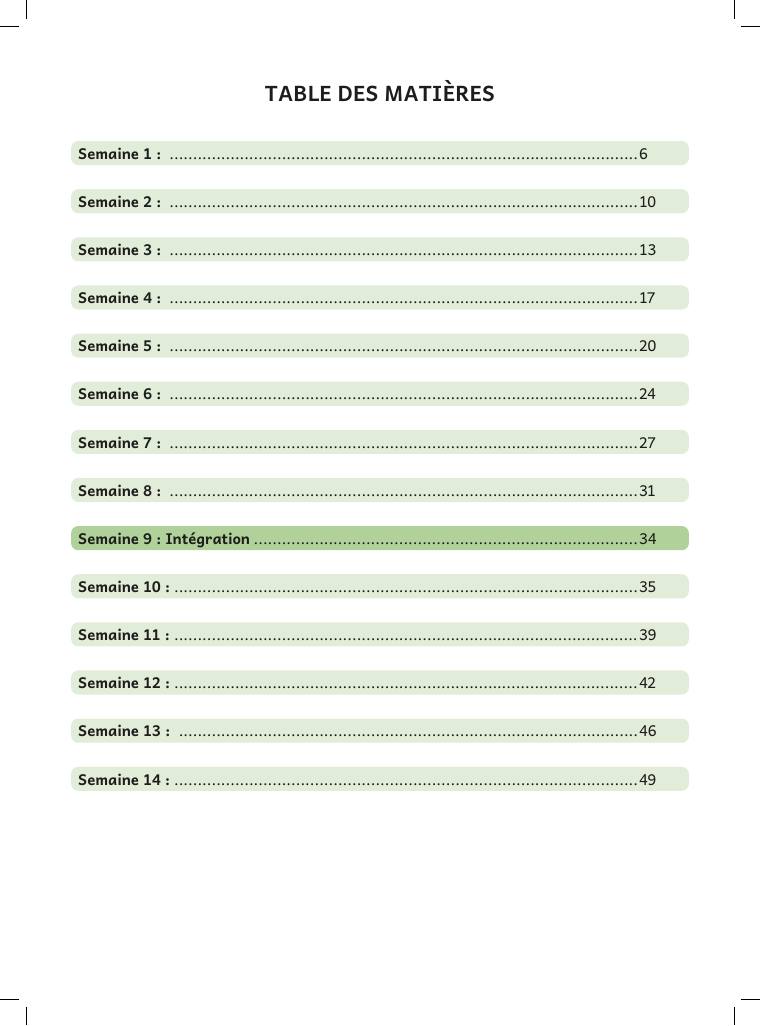 TABLE DES MATIÈRES
Semaine 1 : ....................................................................................................6
Semaine 2 : ....................................................................................................10
Semaine 3 : ....................................................................................................13
Semaine 4 : ....................................................................................................17
Semaine 5 : ....................................................................................................20
Semaine 6 : ....................................................................................................24
Semaine 7 : ....................................................................................................27
Semaine 8 : ....................................................................................................31
Semaine 9 : Intégration ..................................................................................34
Semaine 10 : ...................................................................................................35
Semaine 11 : ...................................................................................................39
Semaine 12 : ...................................................................................................42
Semaine 13 : ..................................................................................................46
Semaine 14 : ...................................................................................................49